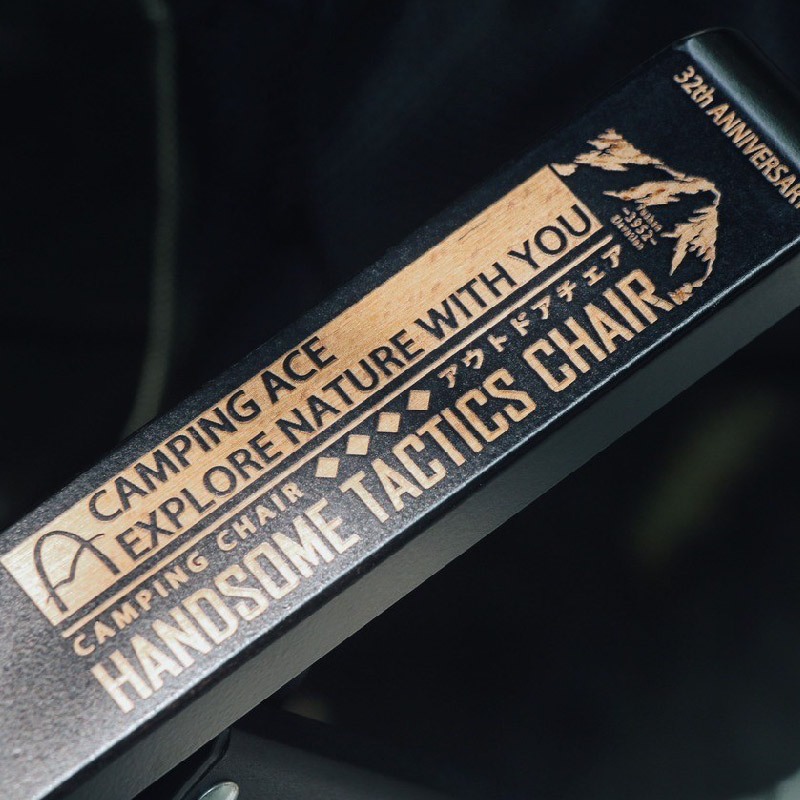 32th ANNIVERSARY
-3952-
CAMPING ACE
EXPLORE NATURE WITH YOU
CAMPING CHAIR
アウトドアチェア
HANDSOME TACTICS CHAIR